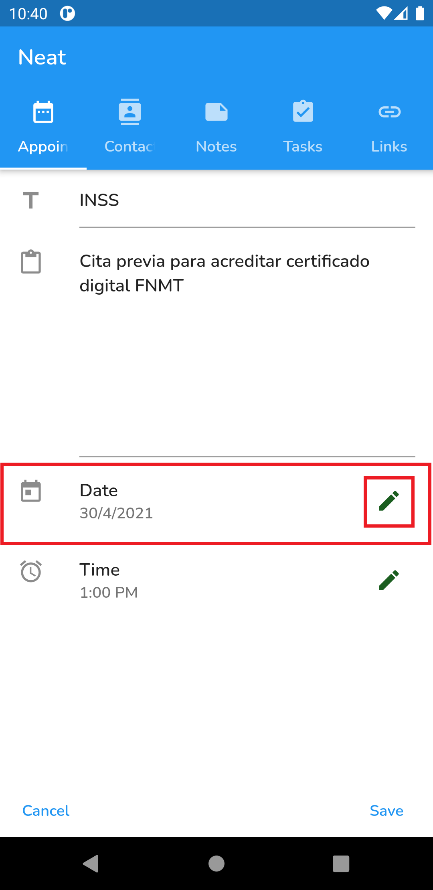 10:40
Neat
Appoin
Contac
Notes
Tasks
Links
INSS
Cita previa para acreditar certificado
digital FNMT
Date
30/4/2021
Time
1:00 PM
Cancel
Save